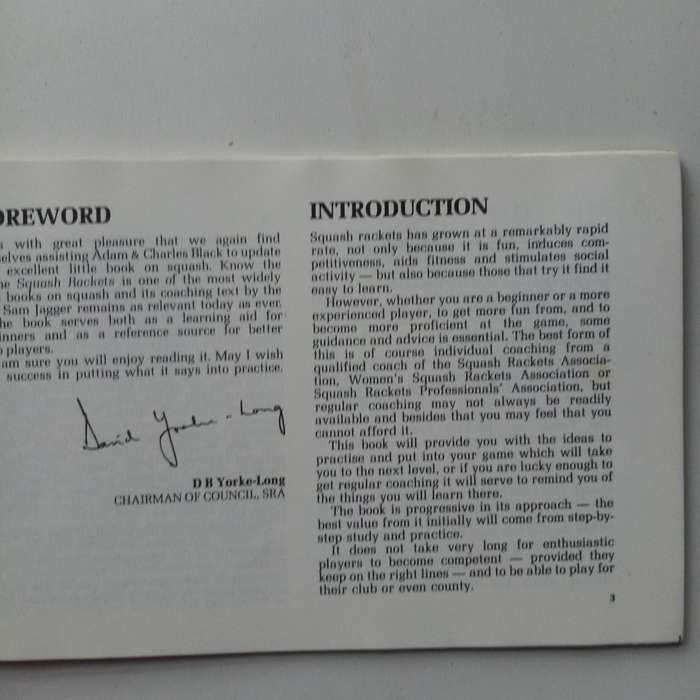 OREWORD
s with great pleasure that we again find
elves assisting Adam & Charles Black to update
excellent little book on squash. Know the
ne Squash Rackets is one of the most widely
books on squash and its coaching text by the
Sam Jagger remains as relevant today as ever.
he book serves both as a learning aid for
inners and as a reference source for better
players.
am sure you will enjoy reading it. May I wish
success in putting what it says into practice.
David Yorke-Long
D B Yorke-Long
CHAIRMAN OF COUNCIL, SRA
INTRODUCTION
Squash rackets has grown at a remarkably rapid
rate, not only because it is fun, induces com-
petitiveness, aids fitness and stimulates social
activity — but also because those that try it find it
easy to learn.
However, whether you are a beginner or a more
experienced player, to get more fun from, and to
become more proficient at the game, some
guidance and advice is essential. The best form of
this is of course individual coaching from a
qualified coach of the Squash Rackets Associa-
tion, Women's Squash Rackets Association or
Squash Rackets Professionals' Association, but
regular coaching may not always be readily
available and besides that you may feel that you
cannot afford it.
This book will provide you with the ideas to
practise and put into your game which will take
you to the next level, or if you are lucky enough to
get regular coaching it will serve to remind you of
the things you will learn there.
The book is progressive in its approach — the
best value from it initially will come from step-by-
step study and practice.
It does not take very long for enthusiastic
players to become competent — provided they
keep on the right lines — and to be able to play for
their club or even county.
3